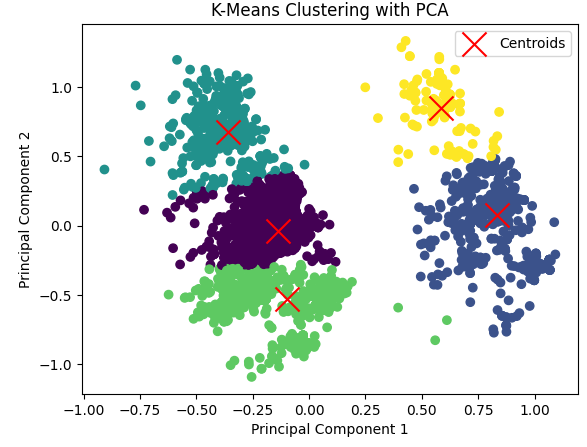 K-Means Clustering with PCA
Centroids
Principal Component 2
1.0
0.5
0.0
−0.5
−1.0
−1.00 −0.75 −0.50 −0.25 0.00 0.25 0.50 0.75 1.00
Principal Component 1